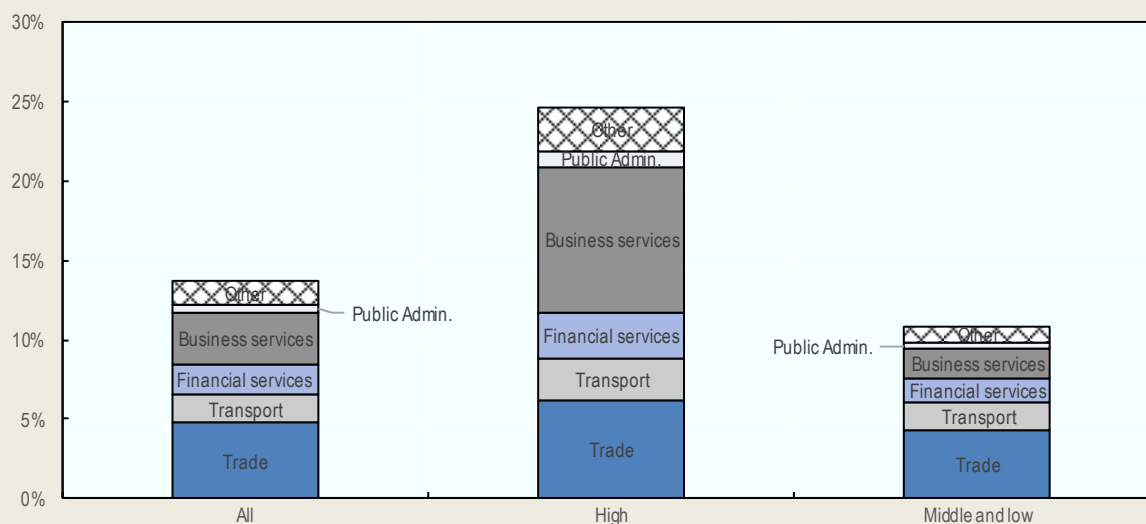 30%
25%
20%
15%
10%
5%
0%
Other
Public Admin.
Business services
Financial services
Transport
Trade
Other
Public Admin.
Business services
Financial services
Transport
Trade
Other
Public Admin.
Business services
Financial services
Transport
Trade
All
High
Middle and low